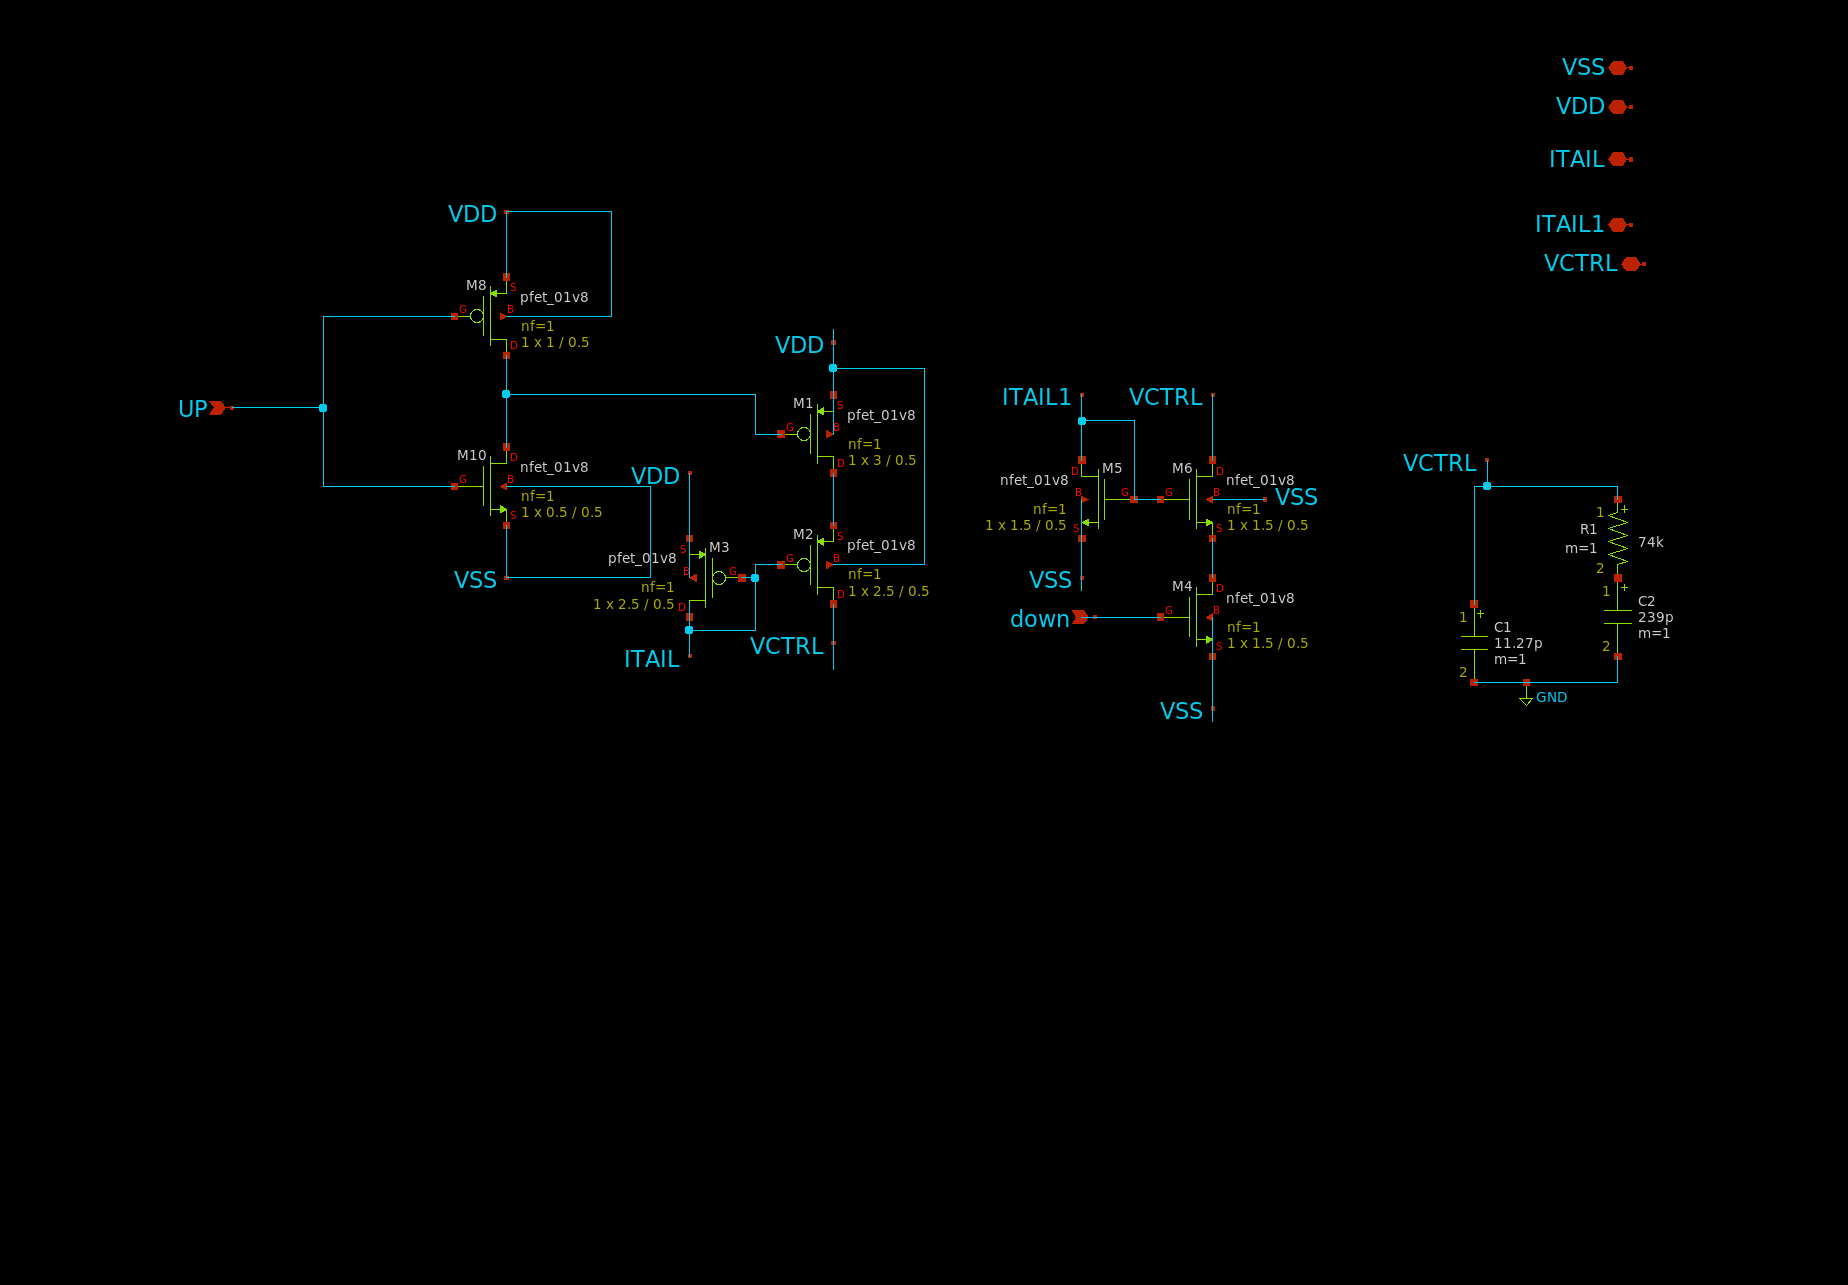 VSS
VDD
ITAIL
ITAIL1
VCTRL
UP
VDD
M8
S
pfet_01v8
G
B
nf=1
1 x 1 / 0.5
D
M10
D
nfet_01v8
G
B
nf=1
1 x 0.5 / 0.5
S
VSS
VDD
M1
S
pfet_01v8
G
B
nf=1
1 x 3 / 0.5
D
VDD
M3
S
pfet_01v8
B
G
nf=1
1 x 2.5 / 0.5
D
ITAIL
M2
S
pfet_01v8
G
B
nf=1
1 x 2.5 / 0.5
D
VCTRL
ITAIL1
VCTRL
D
M5
nfet_01v8
B
G
nf=1
1 x 1.5 / 0.5
S
VSS
M6
D
nfet_01v8
G
B
VSS
nf=1
1 x 1.5 / 0.5
S
down
M4
D
nfet_01v8
G
B
nf=1
1 x 1.5 / 0.5
S
VSS
VCTRL
1
+
R1
m=1
74k
2
1
+
C2
239p
m=1
2
1
+
C1
11.27p
m=1
2
GND